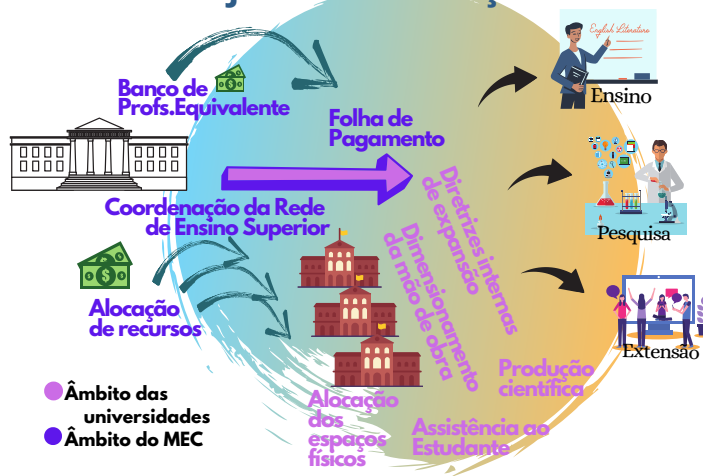 Banco de
Profs.Equivalente
Folha de
Pagamento
English Literature
Ensino
Coordenação da Rede
de Ensino Superior
Diretrizes internas
de expansão
Dimensionamento
da mão de obra
Pesquisa
Alocação
de recursos
Extensão
Produção
científica
Alocação
dos
espaços
físicos
Assistência ao
Estudante
Âmbito das
universidades
Âmbito do MEC